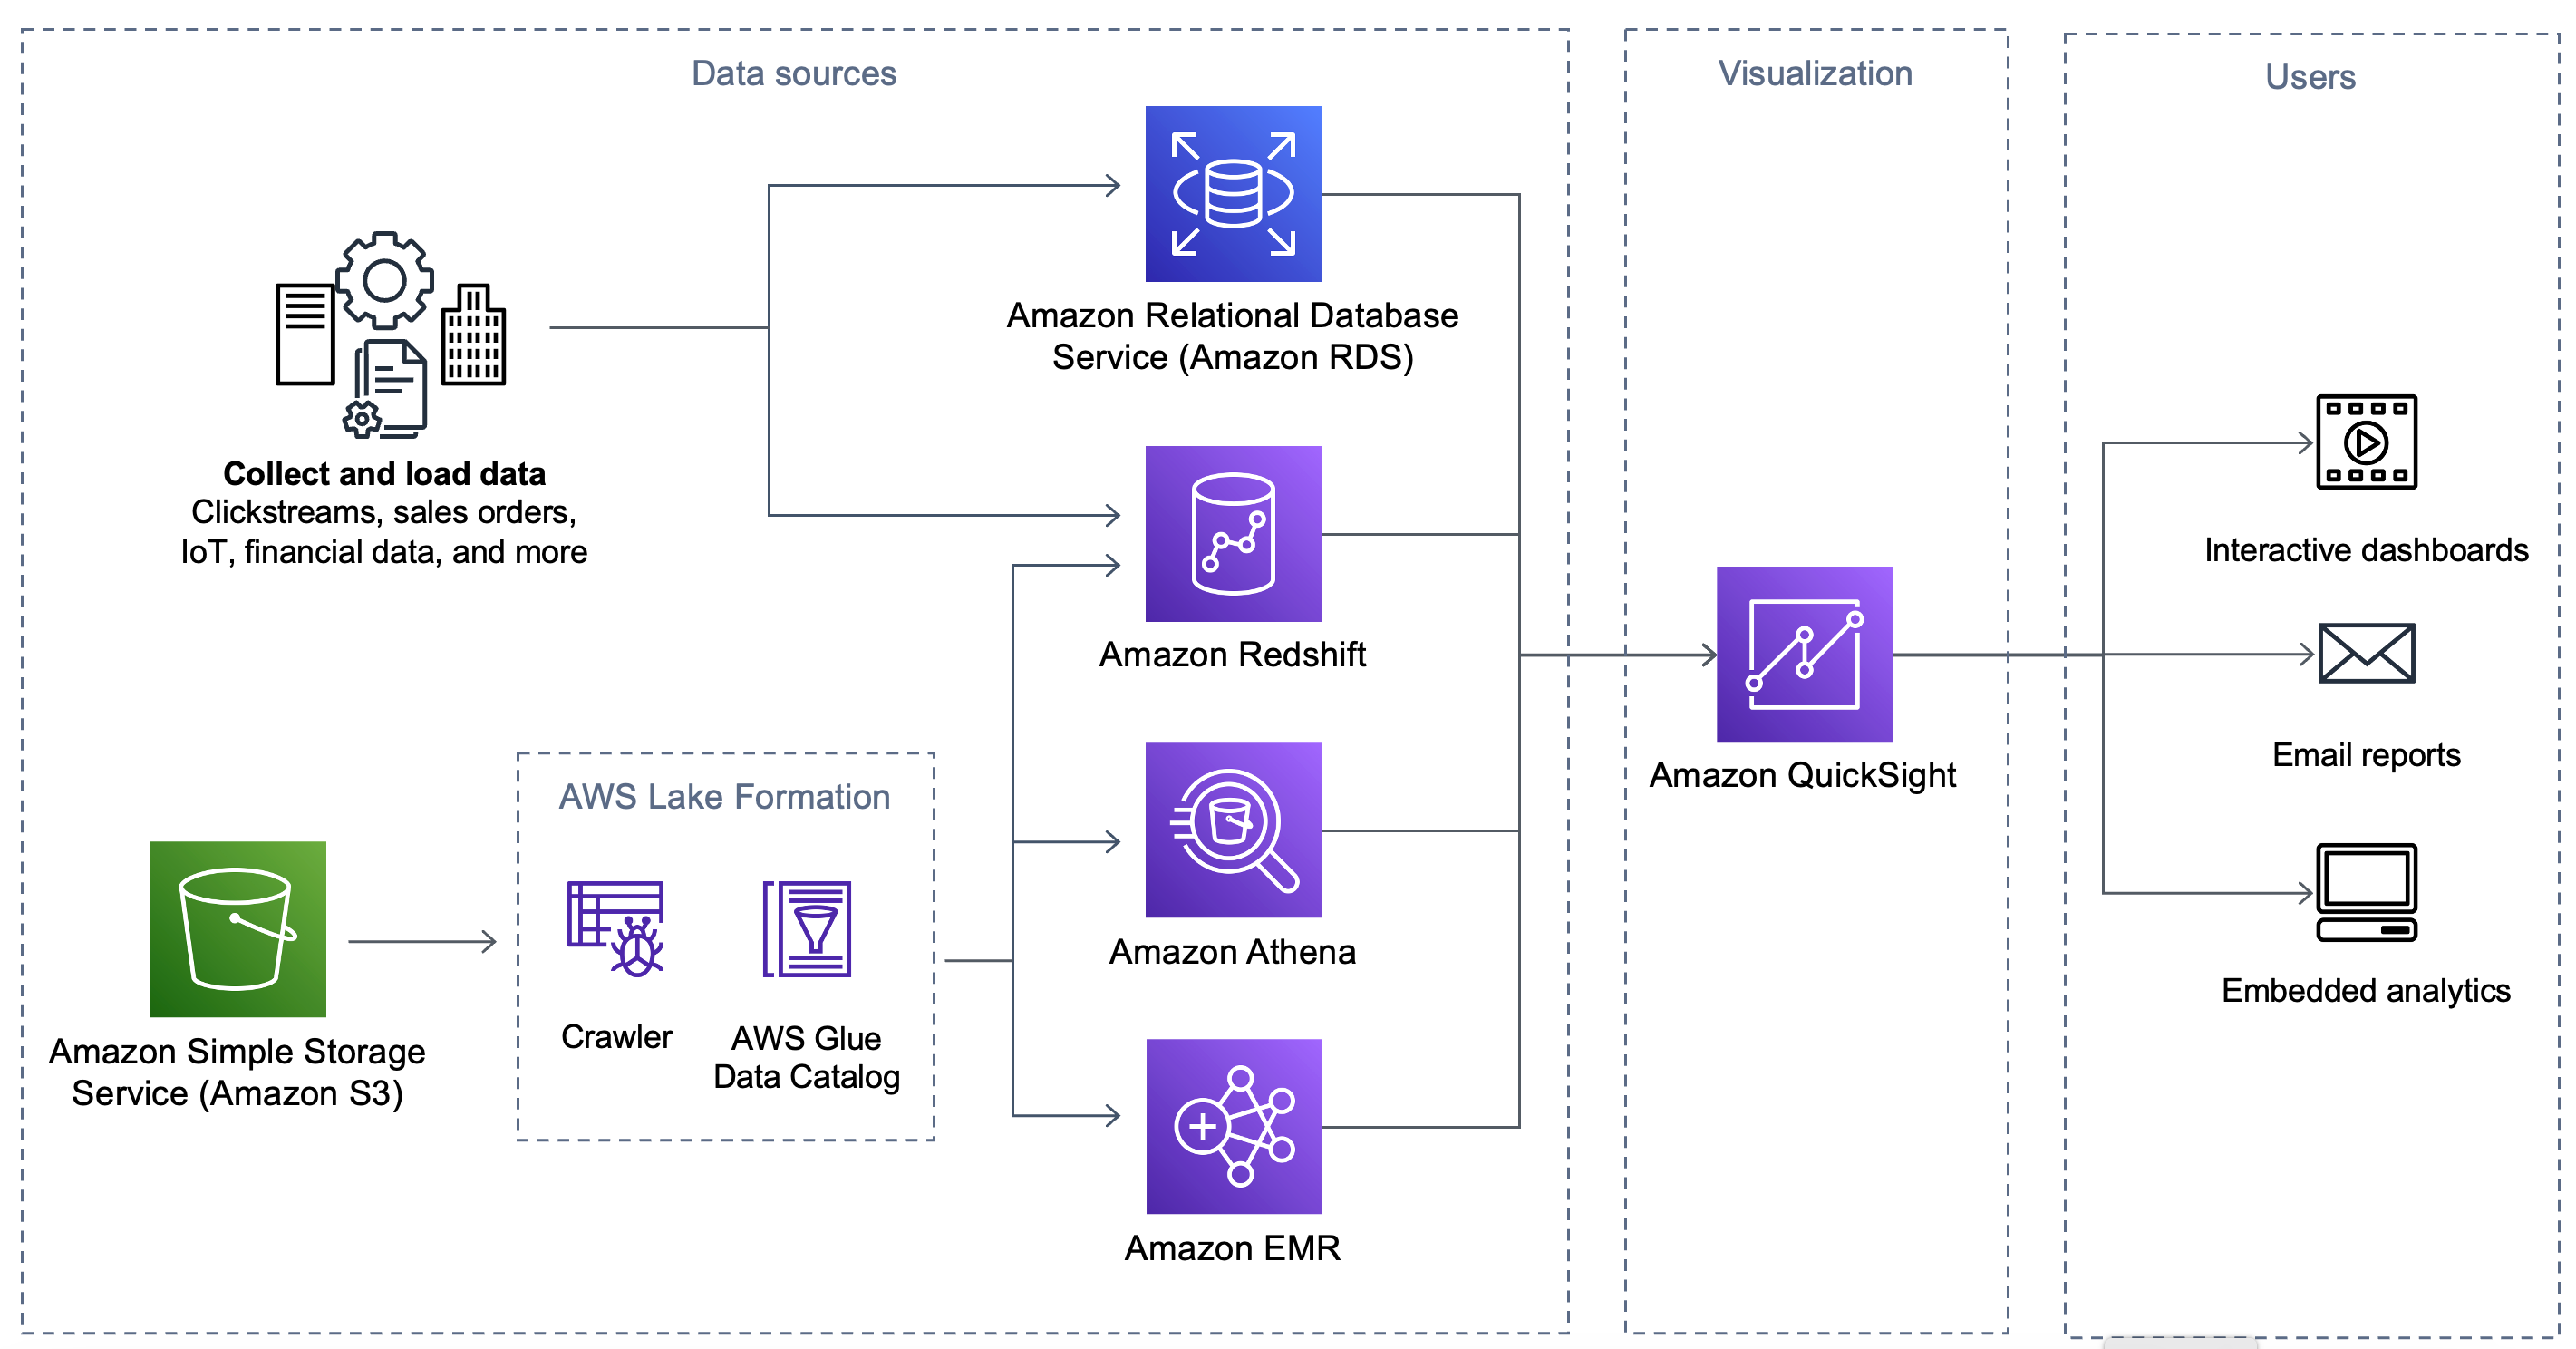 Data sources
Visualization
Users
Amazon Relational Database
Service (Amazon RDS)
Collect and load data
Clickstreams, sales orders,
IoT, financial data, and more
Amazon Redshift
Interactive dashboards
Amazon QuickSight
Email reports
AWS Lake Formation
Amazon Athena
Embedded analytics
Crawler
AWS Glue
Data Catalog
Amazon Simple Storage
Service (Amazon S3)
Amazon EMR